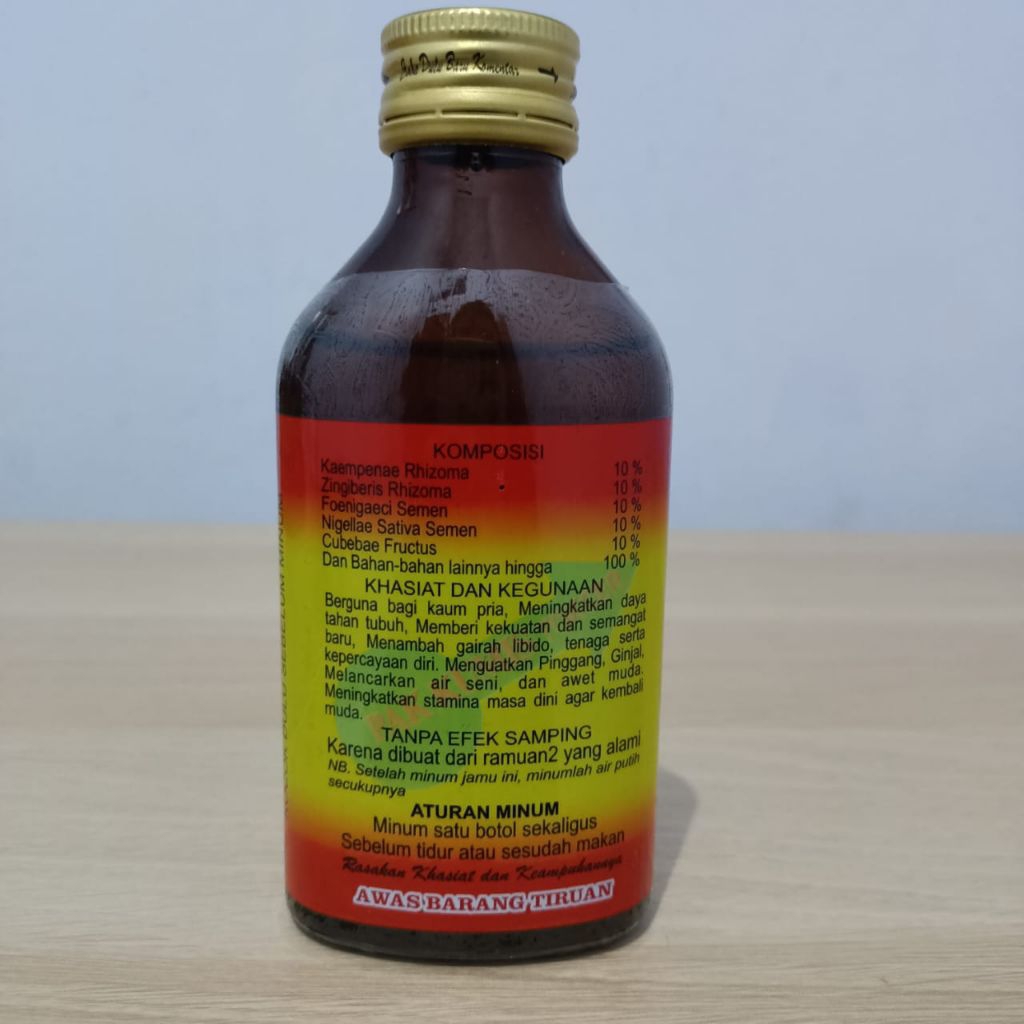 Baru Komentar
KOMPOSISI
Kaempenae Rhizoma 10 %
Zingiberis Rhizoma 10 %
Foenigaeci Semen 10 %
Nigellae Sativa Semen 10 %
Cubebae Fructus 10 %
Dan Bahan-bahan lainnya hingga 100 %
KHASIAT DAN KEGUNAAN
Berguna bagi kaum pria, Meningkatkan daya
tahan tubuh, Memberi kekuatan dan semangat
baru, Menambah gairah libido, tenaga serta
kepercayaan diri. Menguatkan Pinggang, Ginjal,
Melancarkan air seni, dan awet muda.
Meningkatkan stamina masa dini agar kembali
muda.
TANPA EFEK SAMPING
Karena dibuat dari ramuan2 yang alami
NB. Setelah minum jamu ini, minumlah air putih
secukupnya
ATURAN MINUM
Minum satu botol sekaligus
Sebelum tidur atau sesudah makan
Rasakan Khasiat dan Keampuhannya
AWAS BARANG TIRUAN
DULU SEBELUM MINUM